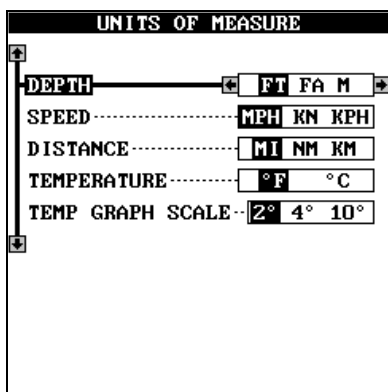 UNITS OF MEASURE
DEPTH FT FA M
SPEED MPH KN KPH
DISTANCE MI NM KM
TEMPERATURE °F °C
TEMP GRAPH SCALE 2° 4° 10°